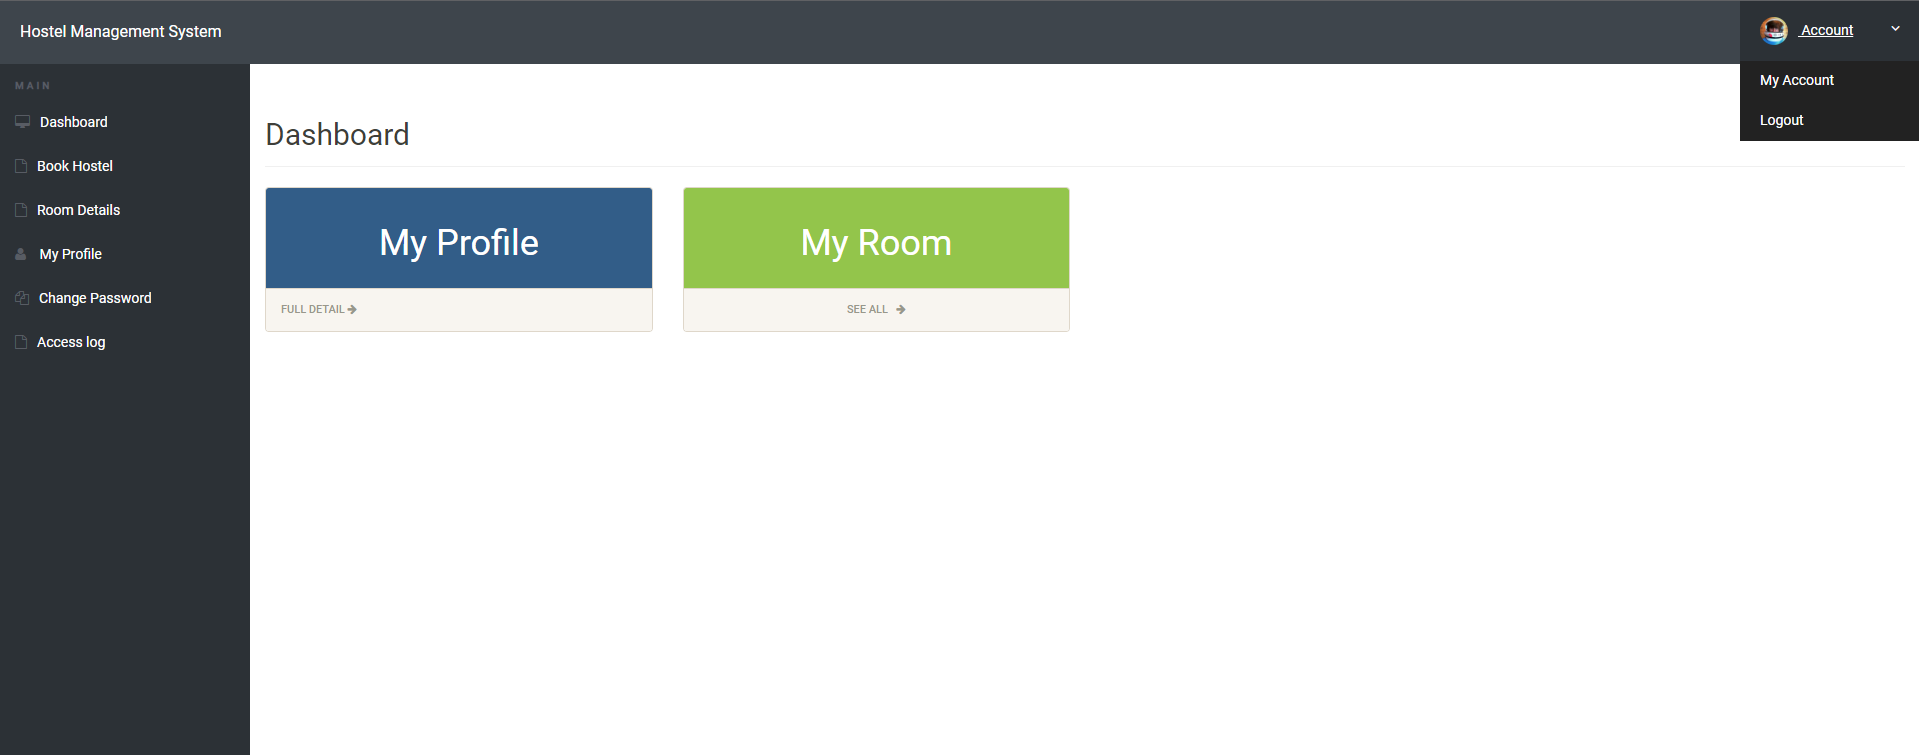 Hostel Management System
Account
My Account
Logout
MAIN
Dashboard
Book Hostel
Room Details
My Profile
Change Password
Access log
Dashboard
My Profile
FULL DETAIL
My Room
SEE ALL